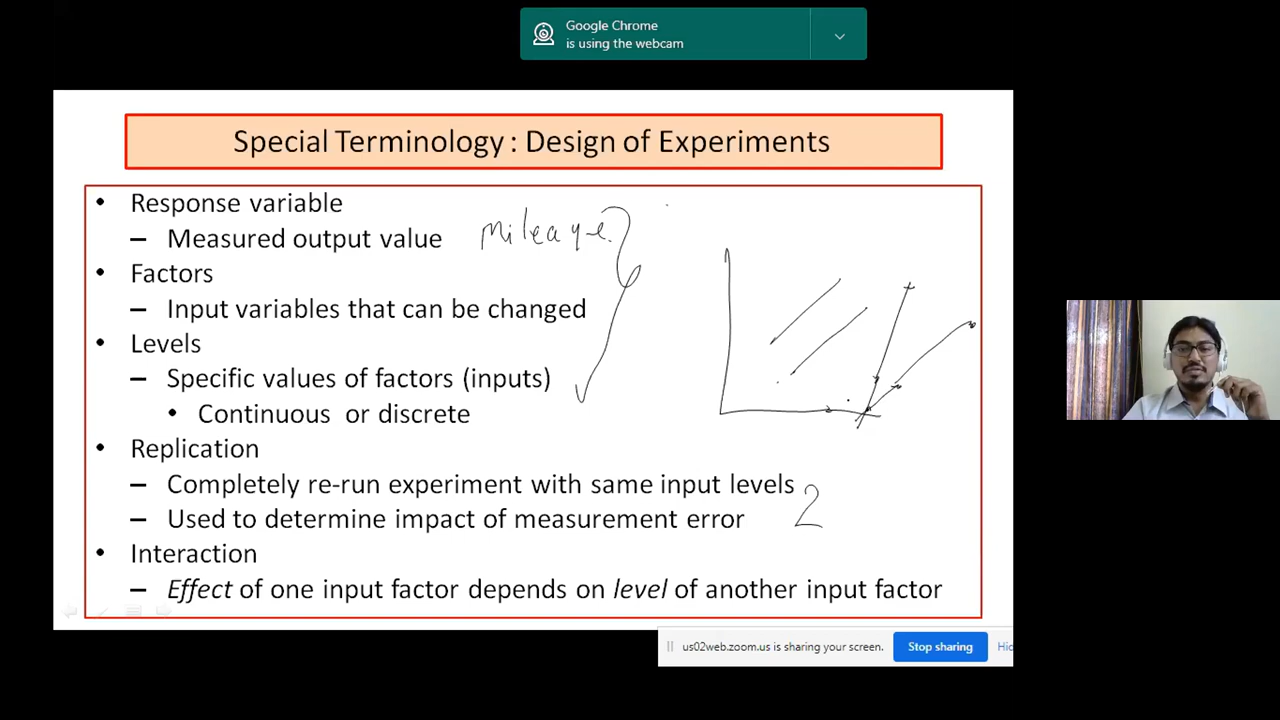 Google Chrome
is using the webcam
Special Terminology : Design of Experiments
• Response variable
– Measured output value
mileage
• Factors
– Input variables that can be changed
• Levels
– Specific values of factors (inputs)
• Continuous or discrete
• Replication
– Completely re-run experiment with same input levels
2
– Used to determine impact of measurement error
• Interaction
– Effect of one input factor depends on level of another input factor
us02web.zoom.us is sharing your screen.
Stop sharing
Hid